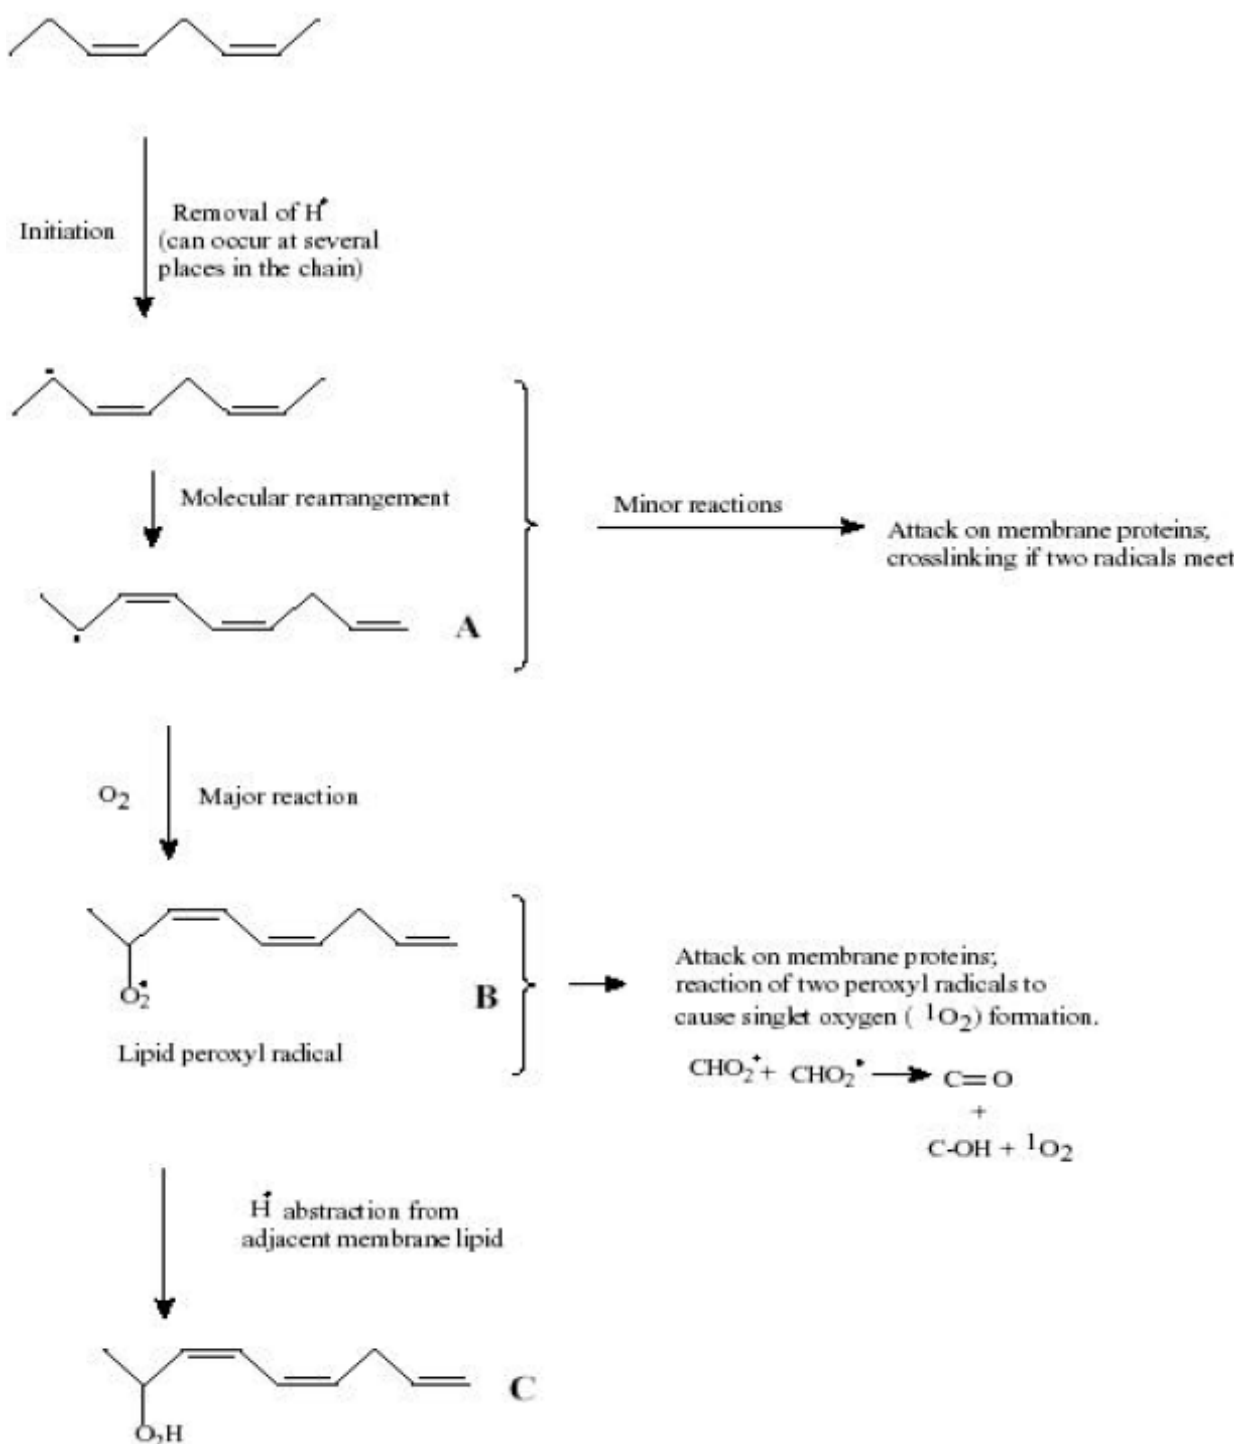 Initiation
Removal of H•
(can occur at several
places in the chain)
Molecular rearrangement
Minor reactions
Attack on membrane proteins;
crosslinking if two radicals meet
A
O2
Major reaction
O2•
B
Lipid peroxyl radical
Attack on membrane proteins;
reaction of two peroxyl radicals to
cause singlet oxygen ( 1O2) formation.
CHO2•+ CHO2• C=O
+
C-OH + 1O2
H• abstraction from
adjacent membrane lipid
C
O2H